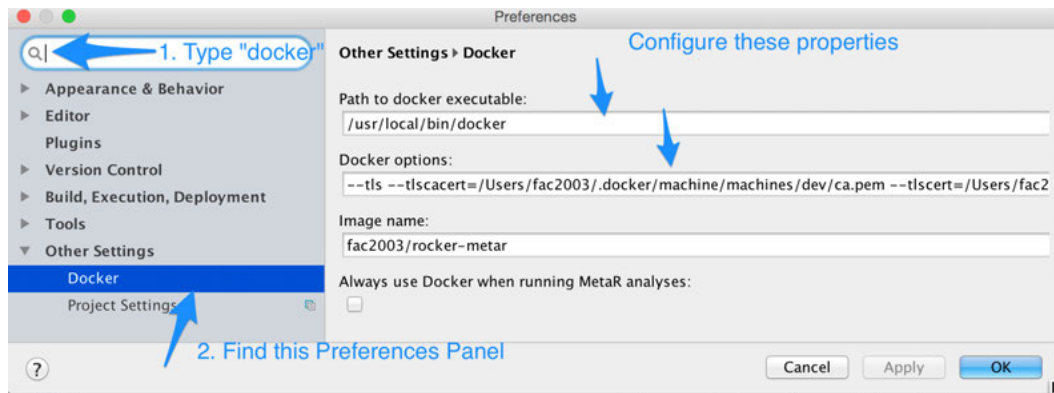 Preferences
1. Type "docker"
Appearance & Behavior
Editor
Plugins
Version Control
Build, Execution, Deployment
Tools
Other Settings
Docker
Project Settings
Other Settings ▸ Docker
Configure these properties
Path to docker executable:
/usr/local/bin/docker
Docker options:
--tls --tlscacert=/Users/fac2003/.docker/machine/machines/dev/ca.pem --tlscert=/Users/fac2
Image name:
fac2003/rocker-metar
Always use Docker when running MetaR analyses:
2. Find this Preferences Panel
?
Cancel
Apply
OK